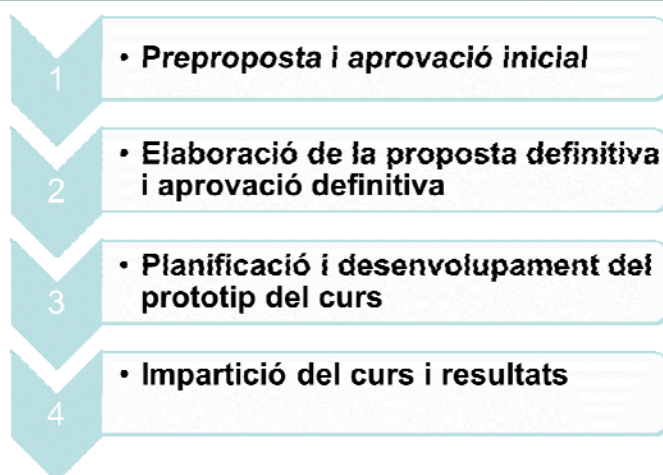 1
• Preproposta i aprovació inicial
2
• Elaboració de la proposta definitiva
i aprovació definitiva
3
• Planificació i desenvolupament del
prototip del curs
4
• Impartició del curs i resultats